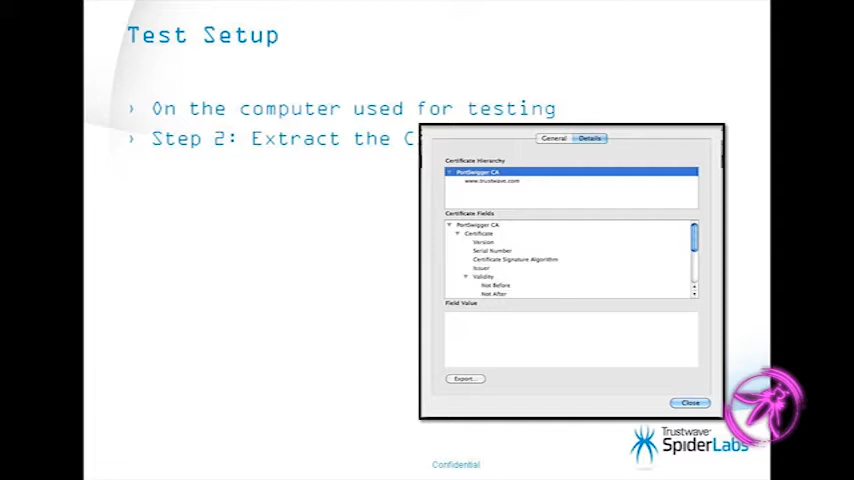 Test Setup
› On the computer used for testing
› Step 2: Extract the C
General Details
Certificate Hierarchy
PortSwigger CA
www.trustwave.com
Certificate Fields
PortSwigger CA
Certificate
Version
Serial Number
Certificate Signature Algorithm
Issuer
Validity
Not Before
Not After
Field Value
Export...
Close
Trustwave®
SpiderLabs
Confidential